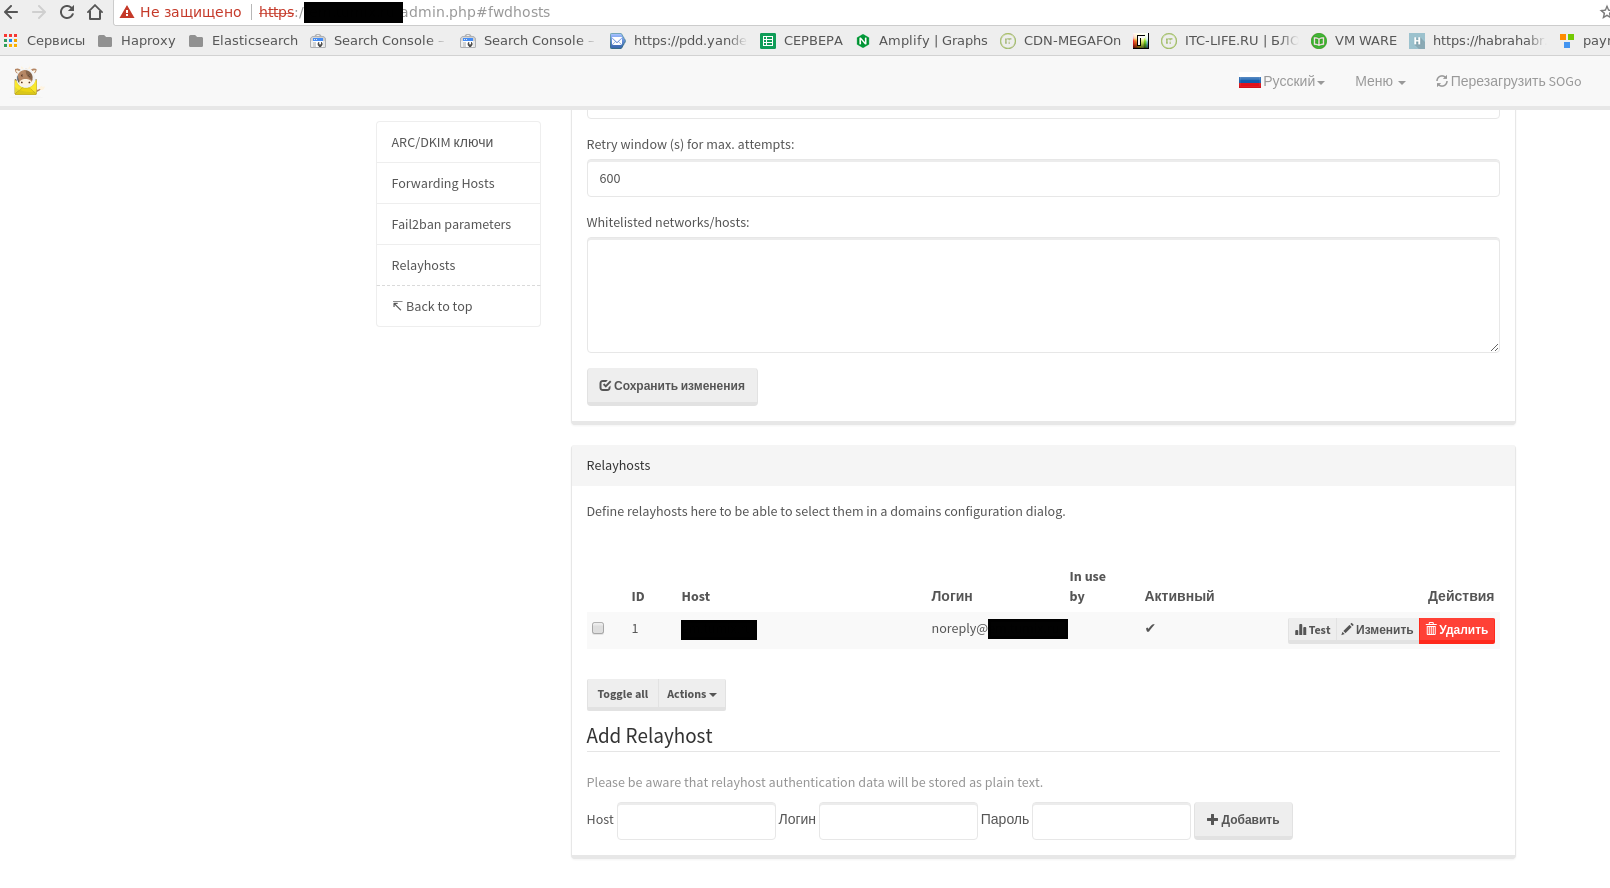 Не защищено https:/ admin.php#fwdhosts
Сервисы Haproxy Elasticsearch Search Console – Search Console – https://pdd.yande СЕРВЕРА Amplify | Graphs CDN-MEGAFOn ITC-LIFE.RU | БЛО VM WARE https://habrahabr payr
Русский Меню Перезагрузить SOGo
ARC/DKIM ключи
Forwarding Hosts
Fail2ban parameters
Relayhosts
Back to top
Retry window (s) for max. attempts:
600
Whitelisted networks/hosts:
Сохранить изменения
Relayhosts
Define relayhosts here to be able to select them in a domains configuration dialog.
ID Host Логин In use by Активный Действия
1 noreply@ ✔ Test Изменить Удалить
Toggle all Actions
Add Relayhost
Please be aware that relayhost authentication data will be stored as plain text.
Host Логин Пароль Добавить